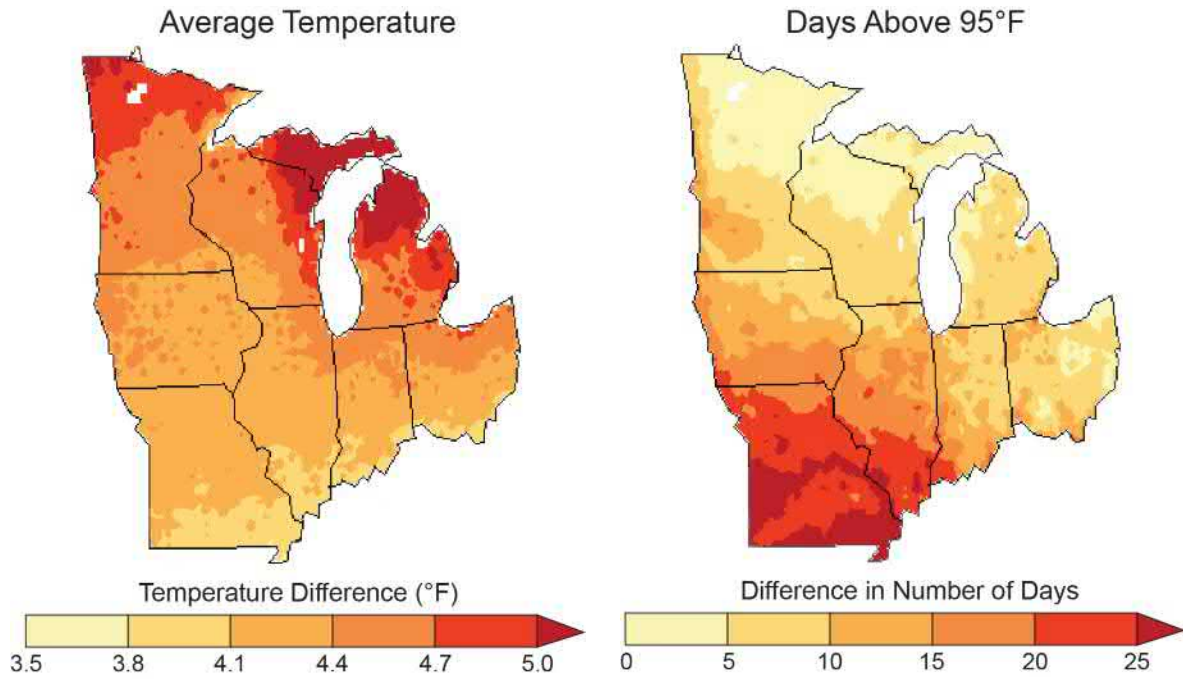 Average Temperature
Days Above 95°F
Temperature Difference (°F)
3.5 3.8 4.1 4.4 4.7 5.0
Difference in Number of Days
0 5 10 15 20 25